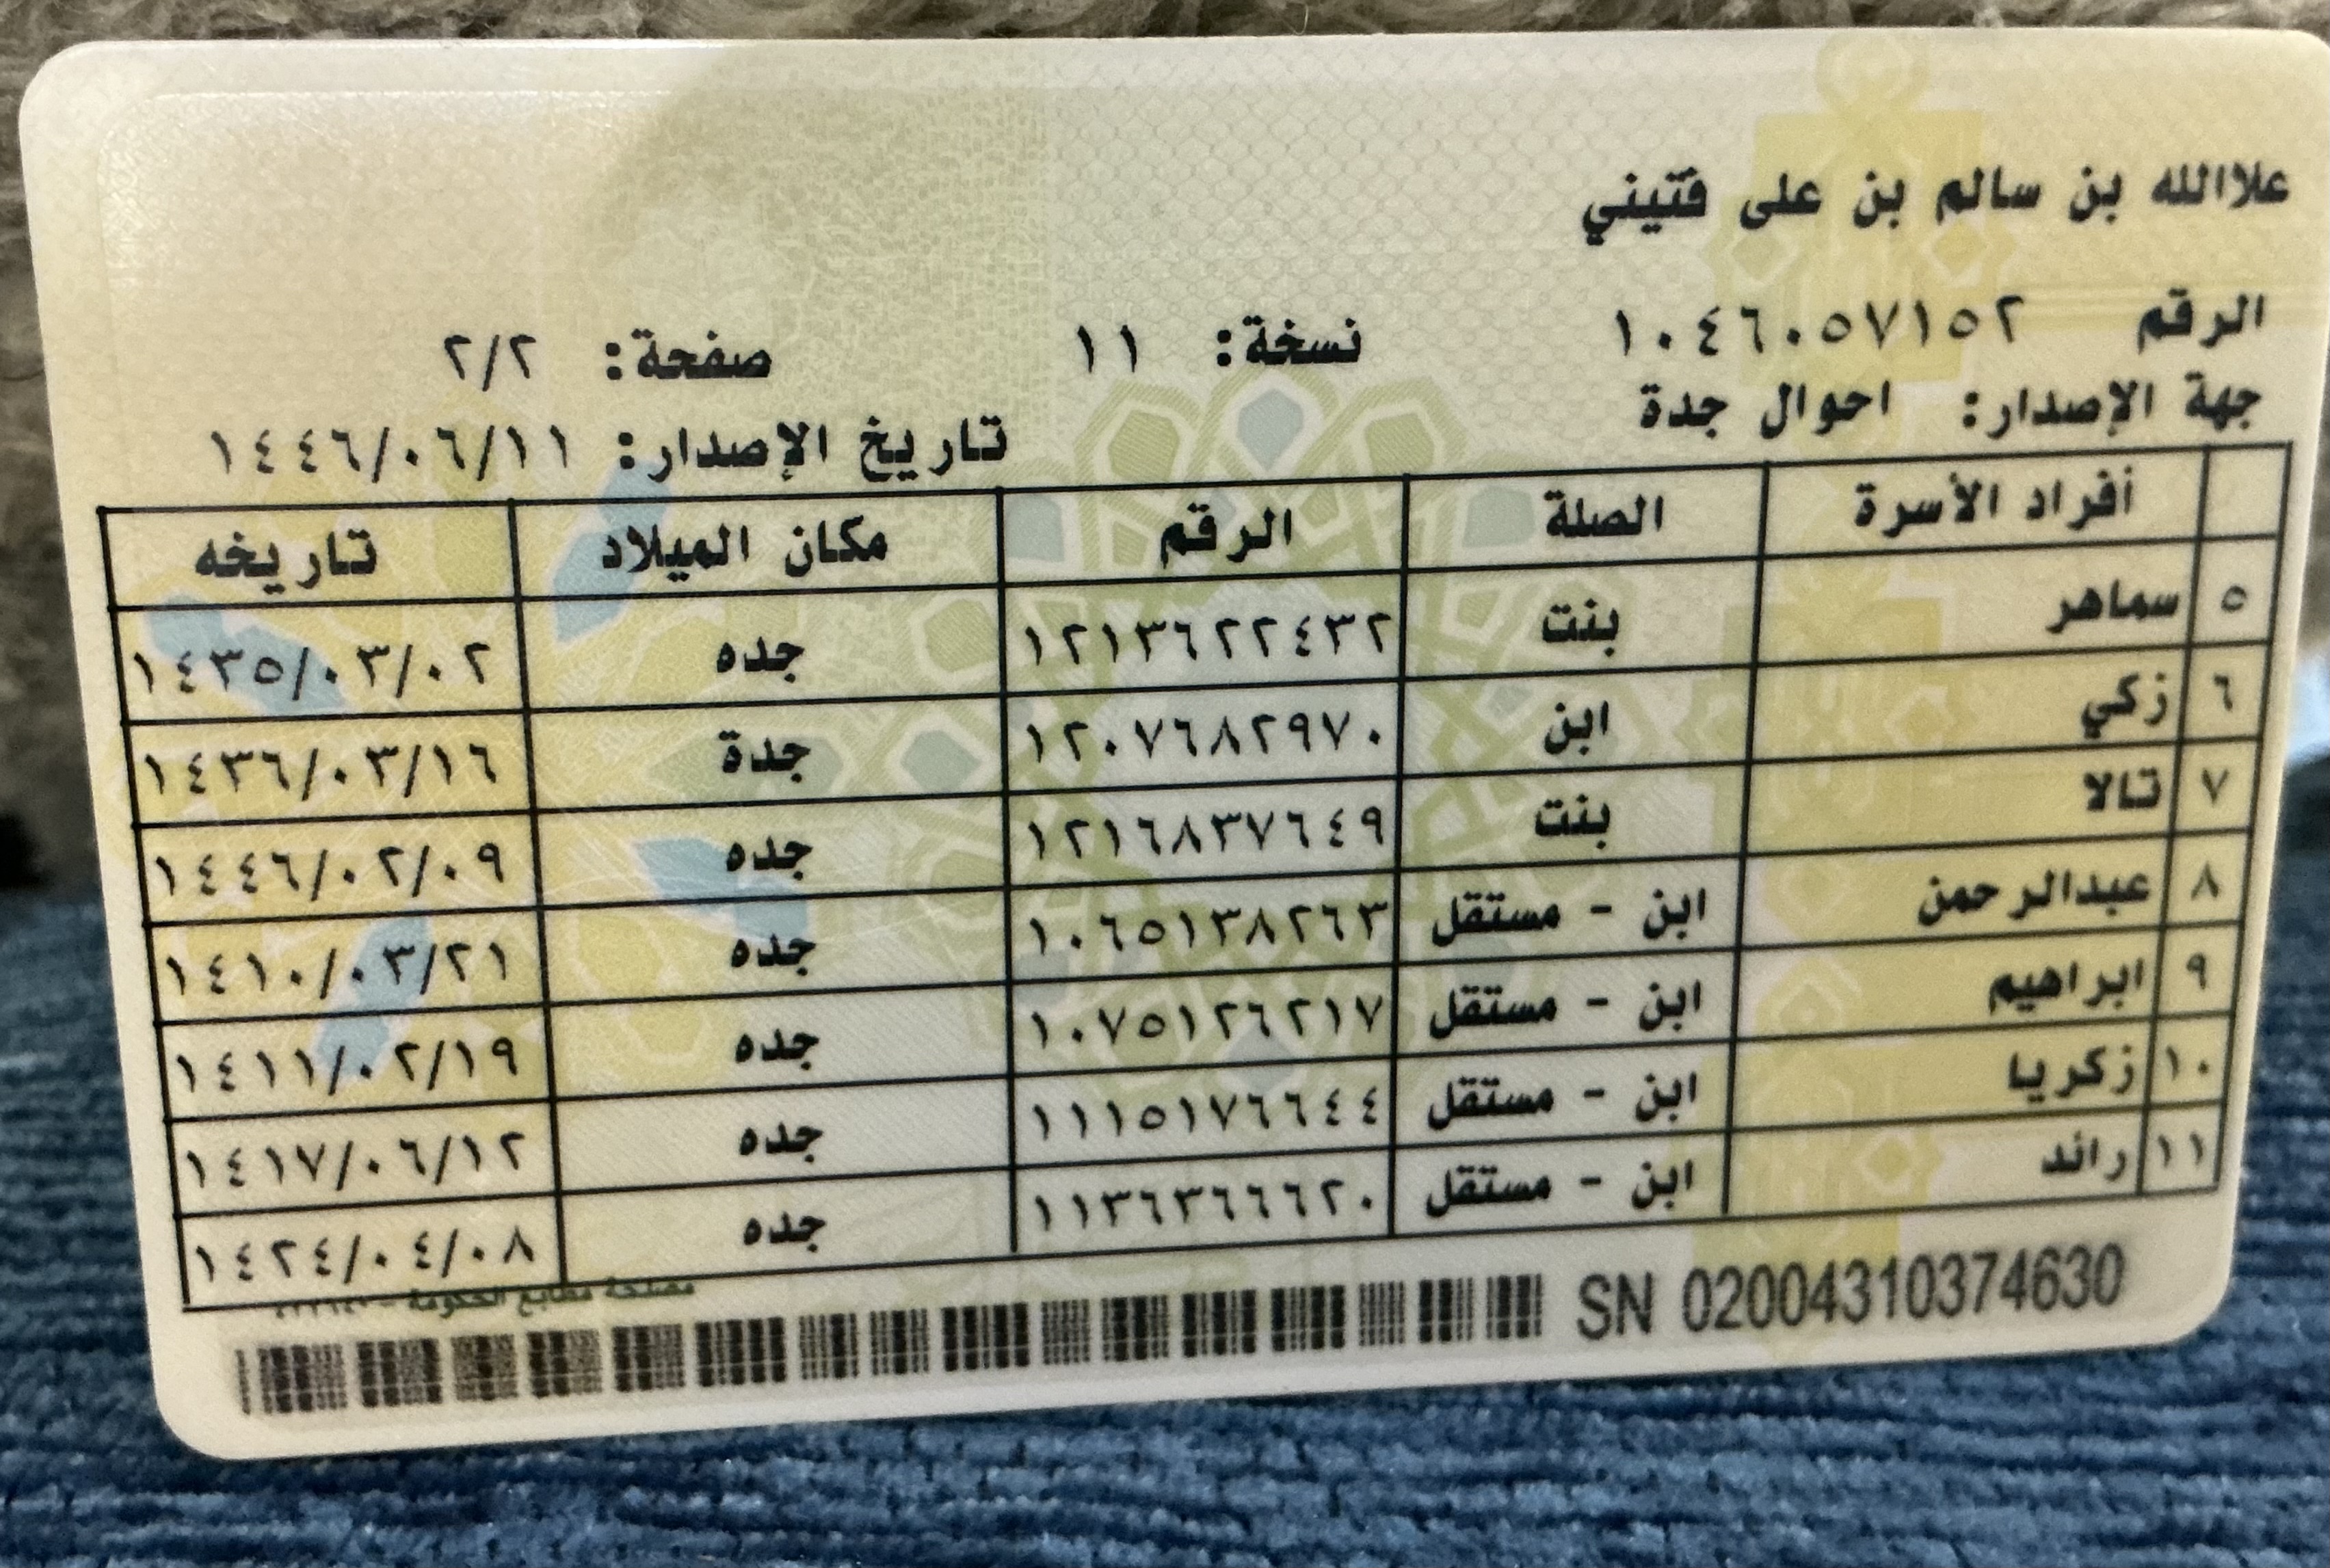 علاالله بن سالم بن على فتيني
الرقم ١٠٤٦٠٥٧١٥٢ نسخة: ١١ صفحة: ٢/٢
جهة الإصدار: احوال جدة تاريخ الإصدار: ١٤٤٦/٠٦/١١
أفراد الأسرة الصلة الرقم مكان الميلاد تاريخه
٥ سماهر بنت ١٢١٣٦٢٢٤٣٢ جده ١٤٣٥/٠٣/٠٢
٦ زكي ابن ١٢٠٧٦٨٢٩٧٠ جدة ١٤٣٦/٠٣/١٦
٧ تالا بنت ١٢١٦٨٣٧٦٤٩ جده ١٤٤٦/٠٢/٠٩
٨ عبدالرحمن ابن - مستقل ١٠٦٥١٣٨٢٦٣ جده ١٤١٠/٠٣/٢١
٩ ابراهيم ابن - مستقل ١٠٧٥١٢٦٢١٧ جده ١٤١١/٠٢/١٩
١٠ زكريا ابن - مستقل ١١١٥١٧٦٦٤٤ جده ١٤١٧/٠٦/١٢
١١ رائد ابن - مستقل ١١٣٦٣٦٦٦٢٠ جده ١٤٢٤/٠٤/٠٨
مصلحة مطابع الحكومة
SN 02004310374630